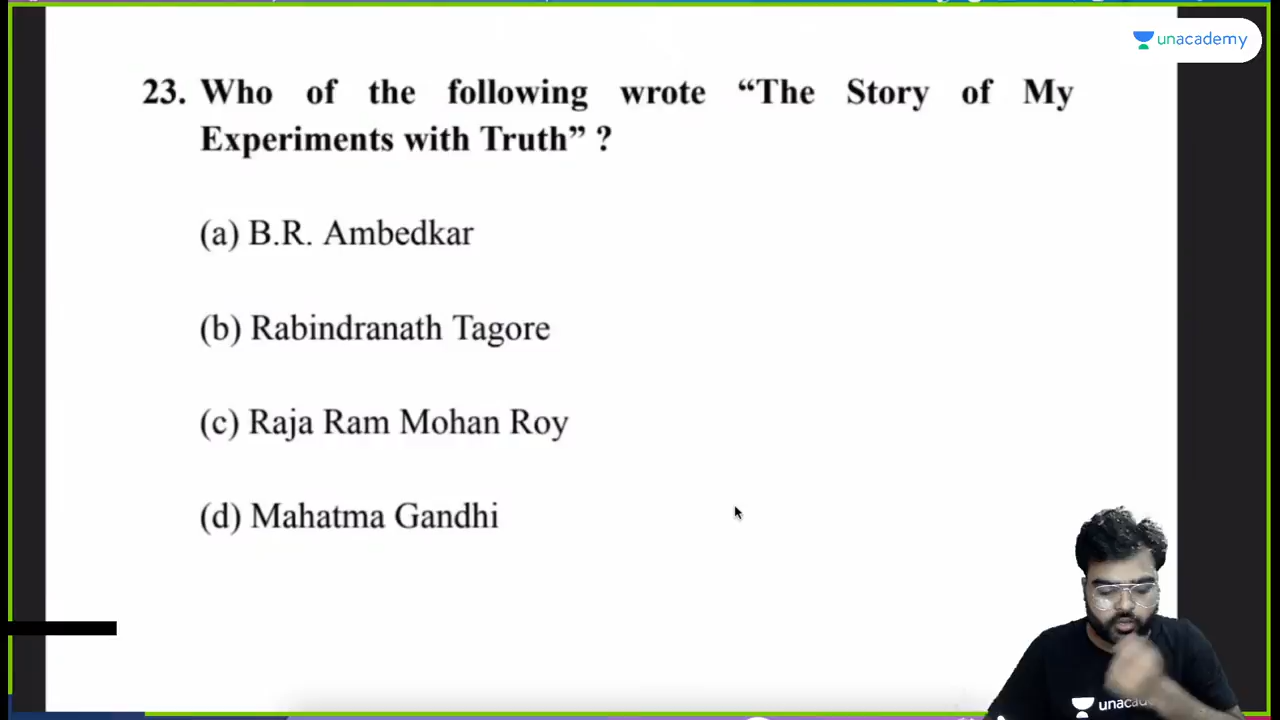 unacademy
23. Who of the following wrote “The Story of My
Experiments with Truth” ?
(a) B.R. Ambedkar
(b) Rabindranath Tagore
(c) Raja Ram Mohan Roy
(d) Mahatma Gandhi